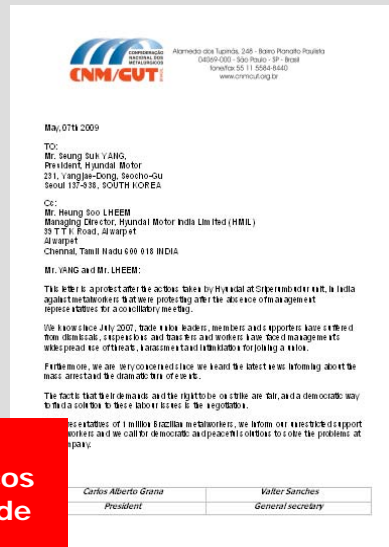 CONFEDERAÇÃO
NACIONAL DOS
METALÚRGICOS
CNM/CUT
Alameda dos Tupinás, 248 - Bairro Planalto Paulista
04069-000 - São Paulo - SP - Brasil
fone/fax 55 11 5584-8440
www.cnmcut.org.br
May, 07th 2009
TO:
Mr. Seung Suk YANG,
President, Hyundai Motor
231, Yangjae-Dong, Seocho-Gu
Seoul 137-938, SOUTH KOREA
Cc:
Mr. Heung Soo LHEEM
Managing Director, Hyundai Motor India Limited (HMIL)
39 T T K Road, Alwarpet
Alwarpet
Chennai, Tamil Nadu 600 018 INDIA
Mr. YANG and Mr. LHEEM:
This letter is a protest after the actions taken by Hyundai at Sriperumbudur unit, in India
against metalworkers that were protesting after the absence of management
representatives for a conciliatory meeting.
We know since July 2007, trade union leaders, members and supporters have suffered
from dismissals, suspensions and transfers and workers have faced managements
widespread use of threats, harassment and intimidation for joining a union.
Furthermore, we are very concerned since we heard the latest news informing about the
mass arrest and the dramatic turn of events.
The fact is that their demands and the right to be on strike are fair, and a democratic way
to find a solution to these labour issues is the negotiation.
esentatives of 1 million Brazilian metalworkers, we inform our unrestricted support
workers and we call for democratic and peaceful solutions to solve the problems at
mpany.
os
de
Carlos Alberto Grana Valter Sanches
President General secretary